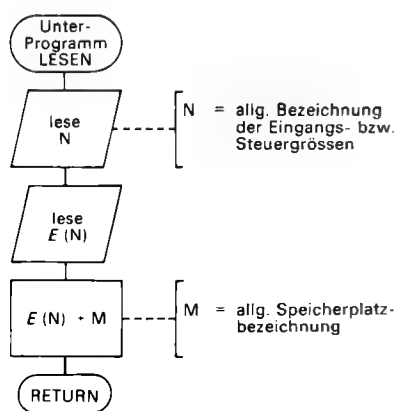 Unter-
Programm
LESEN
lese
N
N = allg. Bezeichnung
der Eingangs- bzw.
Steuergrössen
lese
E (N)
E (N) → M
M = allg. Speicherplatz-
bezeichnung
RETURN